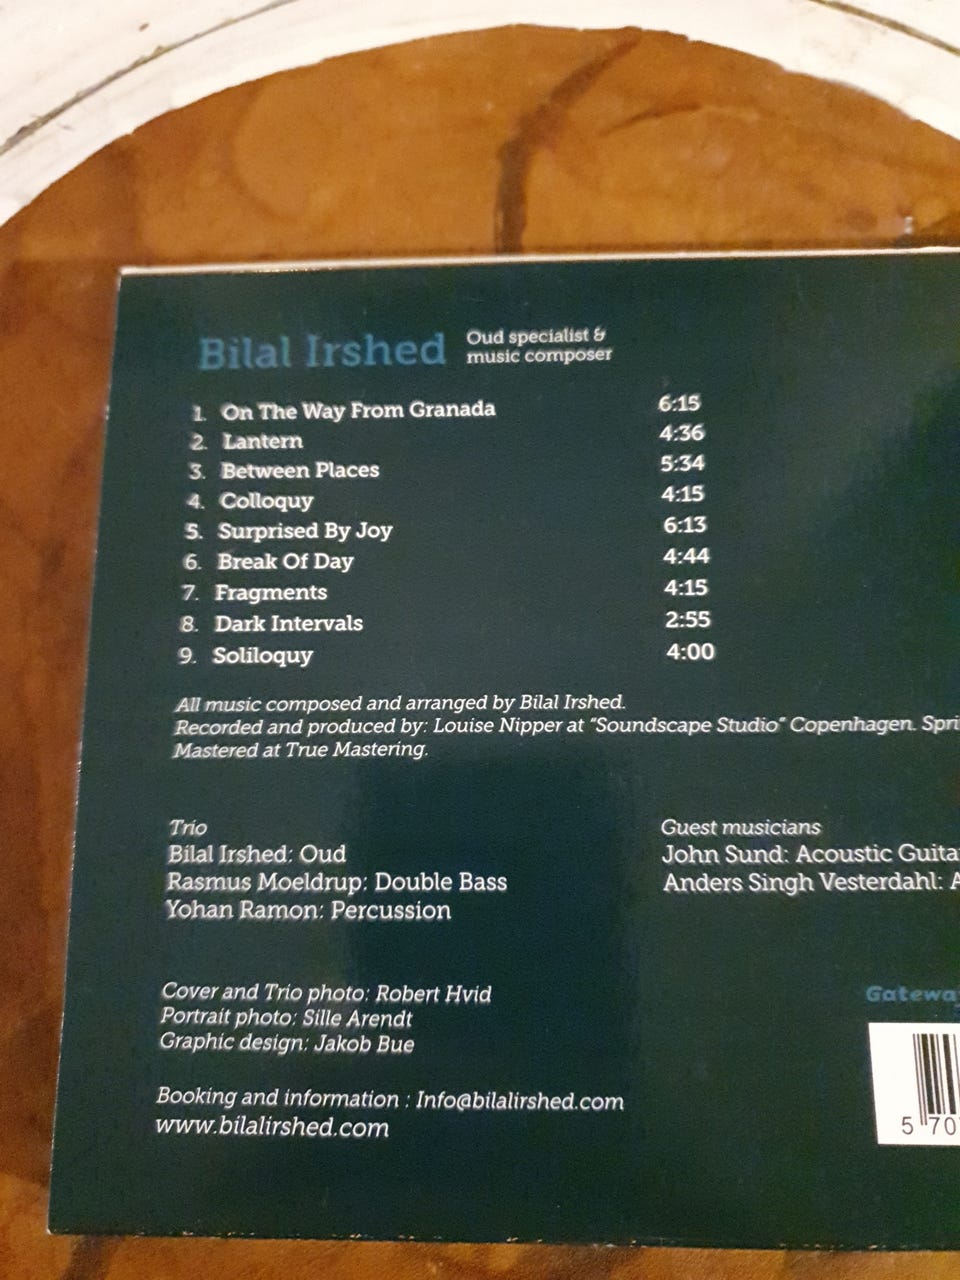 Bilal Irshed
Oud specialist &
music composer
1. On The Way From Granada 6:15
2. Lantern 4:36
3. Between Places 5:34
4. Colloquy 4:15
5. Surprised By Joy 6:13
6. Break Of Day 4:44
7. Fragments 4:15
8. Dark Intervals 2:55
9. Soliloquy 4:00
All music composed and arranged by Bilal Irshed.
Recorded and produced by: Louise Nipper at "Soundscape Studio" Copenhagen.
Mastered at True Mastering.
Trio
Bilal Irshed: Oud
Rasmus Moeldrup: Double Bass
Yohan Ramon: Percussion
Guest musicians
John Sund: Acoustic
Anders Singh Vesterdahl:
Cover and Trio photo: Robert Hvid
Portrait photo: Sille Arendt
Graphic design: Jakob Bue
Booking and information : Info@bilalirshed.com
www.bilalirshed.com